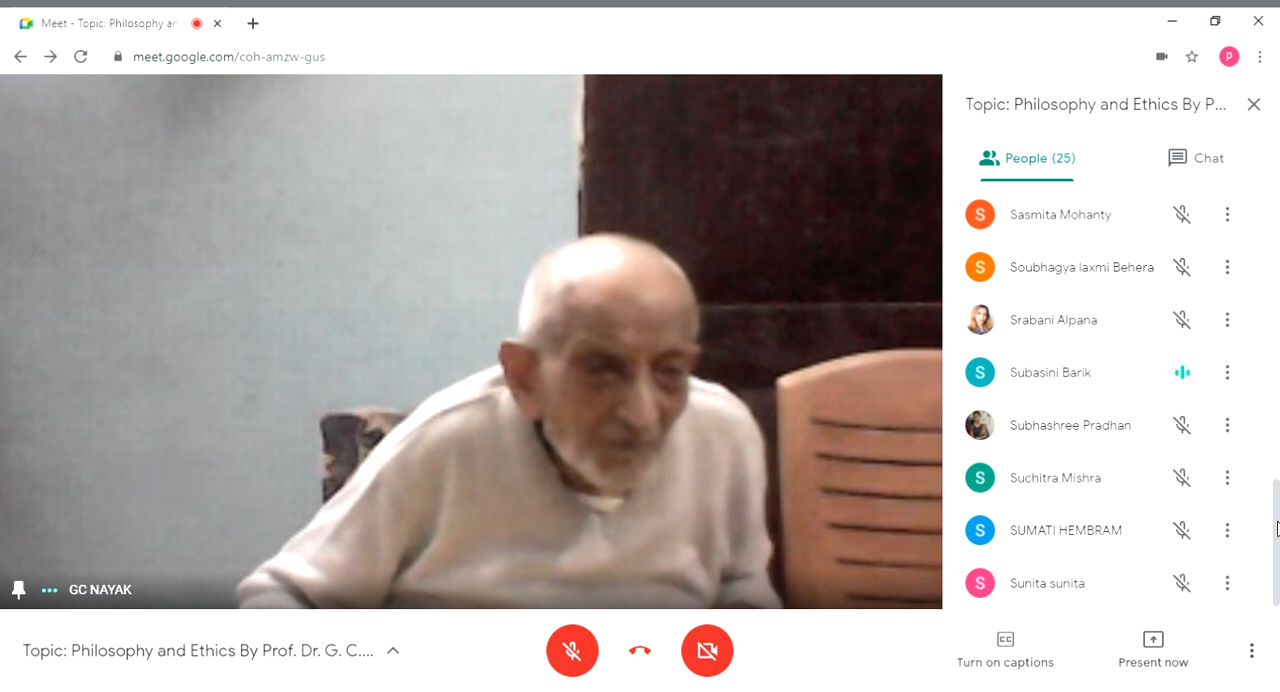 Meet - Topic: Philosophy an
meet.google.com/coh-amzw-gus
P
Topic: Philosophy and Ethics By P...
People (25)
Chat
S Sasmita Mohanty
S Soubhagya laxmi Behera
Srabani Alpana
S Subasini Barik
Subhashree Pradhan
S Suchitra Mishra
S SUMATI HEMBRAM
S Sunita sunita
GC NAYAK
Topic: Philosophy and Ethics By Prof. Dr. G. C....
CC
Turn on captions
Present now